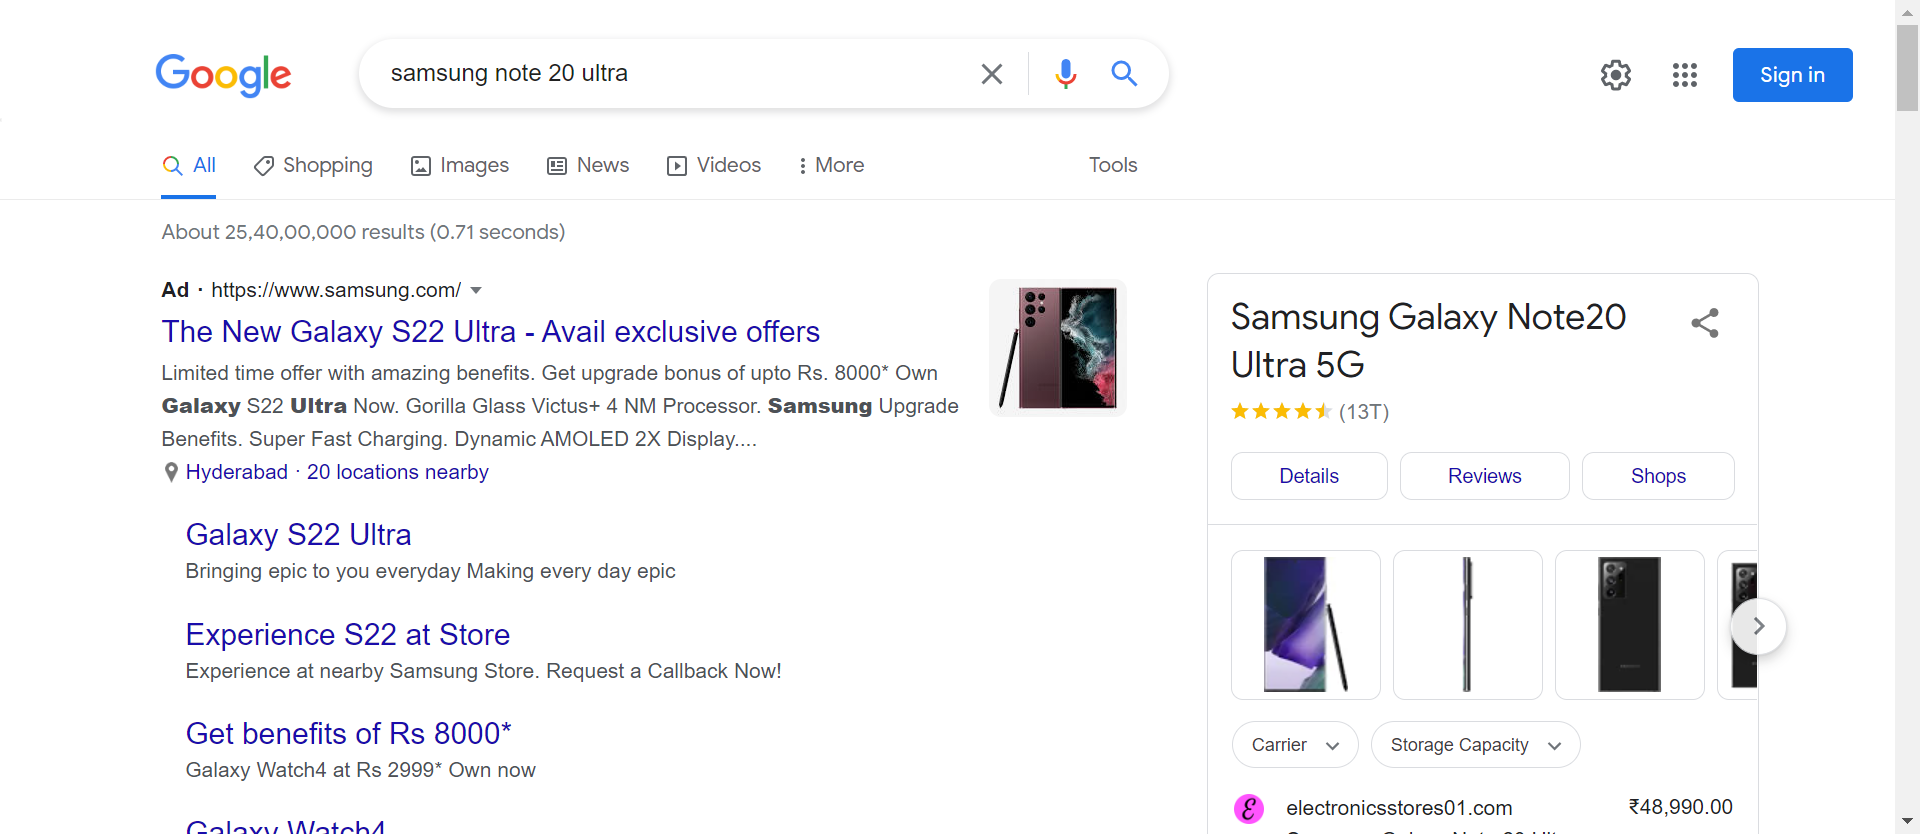 Google
samsung note 20 ultra
Sign in
All
Shopping
Images
News
Videos
More
Tools
About 25,40,00,000 results (0.71 seconds)
Ad · https://www.samsung.com/
The New Galaxy S22 Ultra - Avail exclusive offers
Limited time offer with amazing benefits. Get upgrade bonus of upto Rs. 8000* Own
Galaxy S22 Ultra Now. Gorilla Glass Victus+ 4 NM Processor. Samsung Upgrade
Benefits. Super Fast Charging. Dynamic AMOLED 2X Display....
Hyderabad · 20 locations nearby
Galaxy S22 Ultra
Bringing epic to you everyday Making every day epic
Experience S22 at Store
Experience at nearby Samsung Store. Request a Callback Now!
Get benefits of Rs 8000*
Galaxy Watch4 at Rs 2999* Own now
Galaxy Watch4
Samsung Galaxy Note20
Ultra 5G
(13T)
Details
Reviews
Shops
Carrier
Storage Capacity
electronicsstores01.com
₹48,990.00